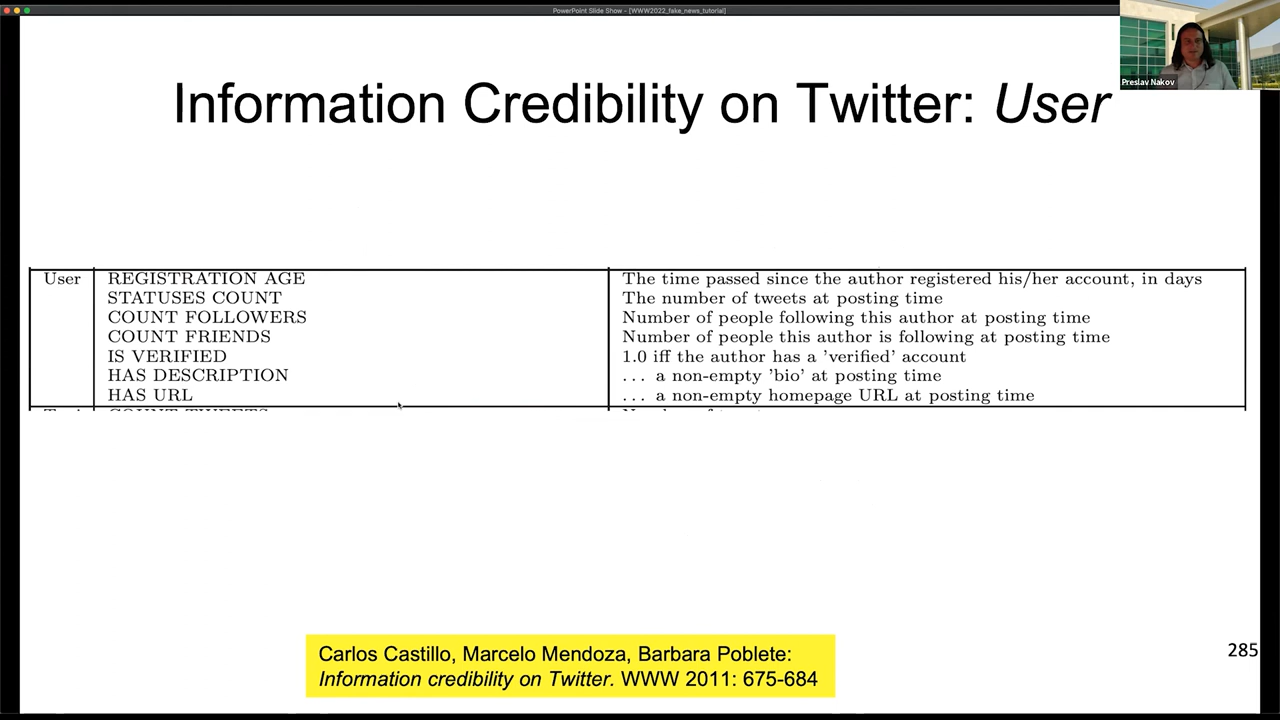 PowerPoint Slide Show - [WWW2022_fake_news_tutorial]
Preslav Nakov
Information Credibility on Twitter: User
User REGISTRATION AGE The time passed since the author registered his/her account, in days
STATUSES COUNT The number of tweets at posting time
COUNT FOLLOWERS Number of people following this author at posting time
COUNT FRIENDS Number of people this author is following at posting time
IS VERIFIED 1.0 iff the author has a 'verified' account
HAS DESCRIPTION ... a non-empty 'bio' at posting time
HAS URL ... a non-empty homepage URL at posting time
Carlos Castillo, Marcelo Mendoza, Barbara Poblete:
Information credibility on Twitter. WWW 2011: 675-684
285